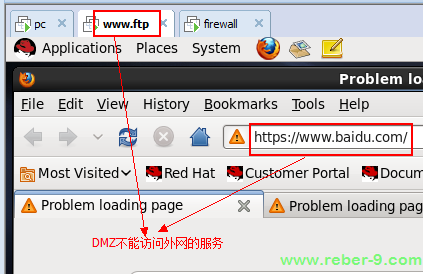 pc www.ftp firewall
Applications Places System
Problem loa
File Edit View History Bookmarks Tools Help
https://www.baidu.com/
Most Visited Red Hat Customer Portal Docum
Problem loading page Problem loading pag
DMZ不能访问外网的服务
www.reber-9.com